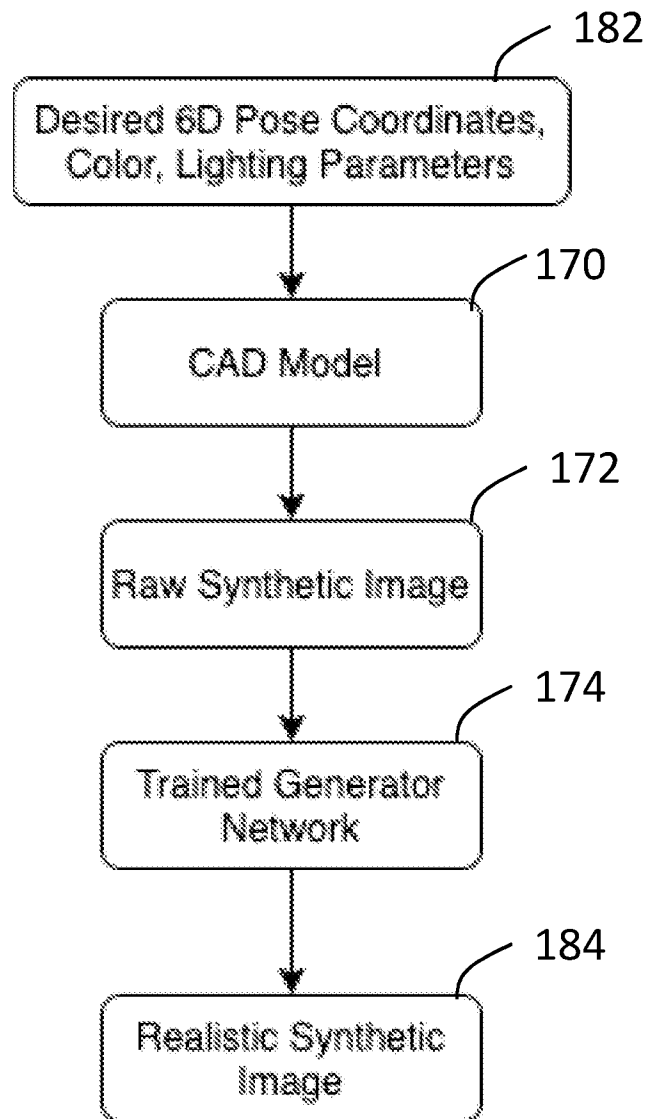 182
Desired 6D Pose Coordinates,
Color, Lighting Parameters
170
CAD Model
172
Raw Synthetic Image
174
Trained Generator
Network
184
Realistic Synthetic
Image